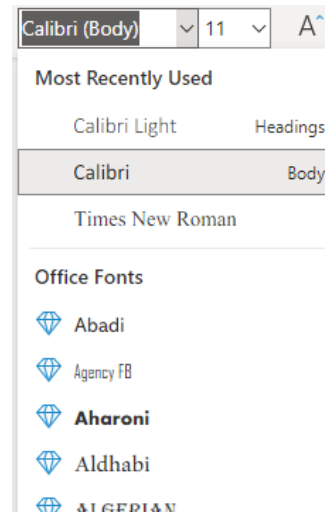 Calibri (Body) 11 A^
Most Recently Used
Calibri Light Headings
Calibri Body
Times New Roman
Office Fonts
Abadi
Agency FB
Aharoni
Aldhabi
ALGERIAN